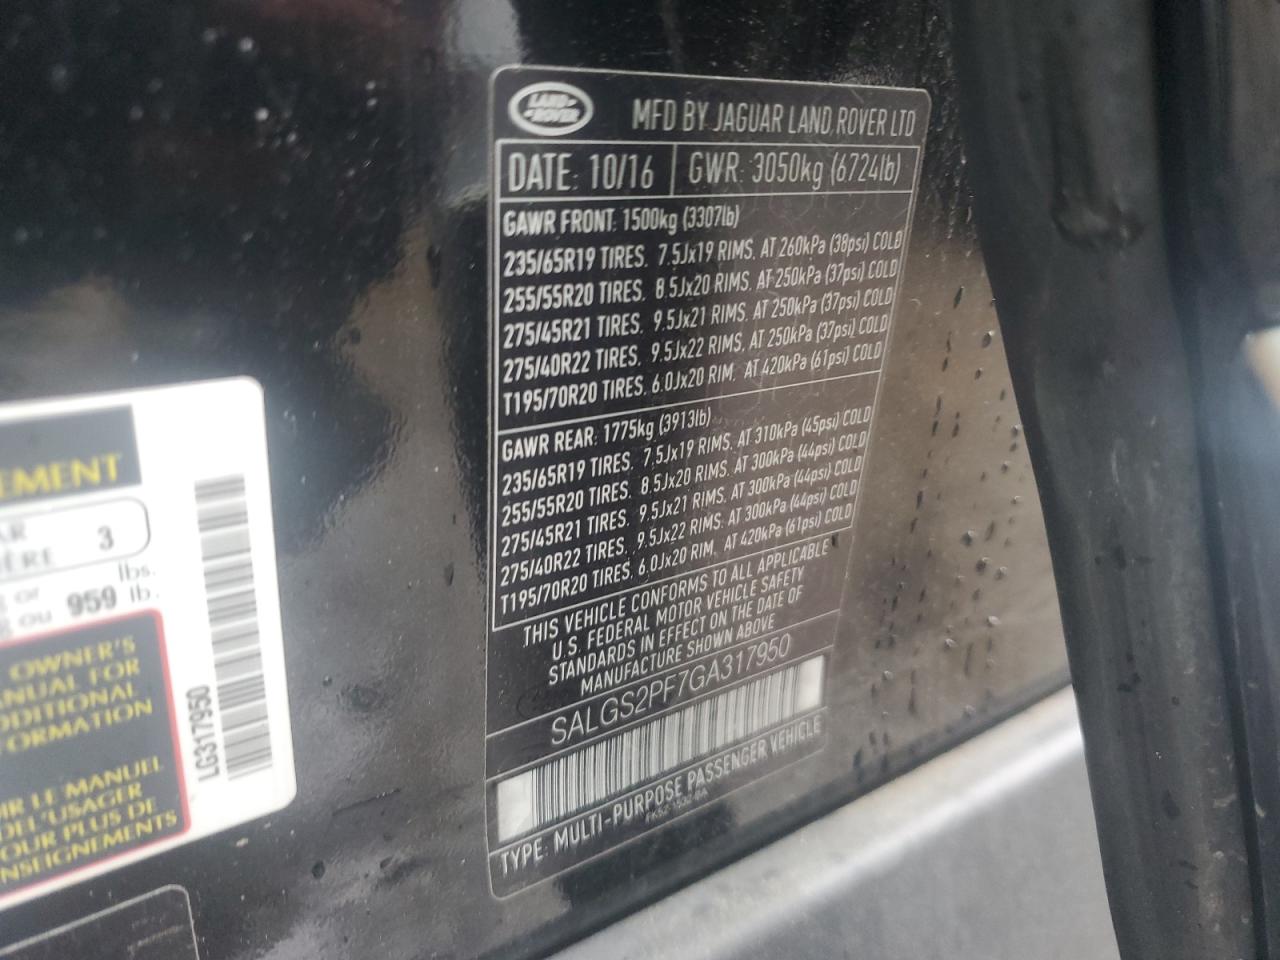 LAND ROVER
MFD BY JAGUAR LAND ROVER LTD
DATE: 10/16 GWR: 3050kg (6724lb)
GAWR FRONT: 1500kg (3307lb)
235/65R19 TIRES, 7.5Jx19 RIMS, AT 260kPa (38psi) COLD
255/55R20 TIRES, 8.5Jx20 RIMS, AT 250kPa (37psi) COLD
275/45R21 TIRES, 9.5Jx21 RIMS, AT 250kPa (37psi) COLD
275/40R22 TIRES, 9.5Jx22 RIMS, AT 250kPa (37psi) COLD
T195/70R20 TIRES, 6.0Jx20 RIM, AT 420kPa (61psi) COLD
GAWR REAR: 1775kg (3913lb)
235/65R19 TIRES, 7.5Jx19 RIMS, AT 310kPa (45psi) COLD
255/55R20 TIRES, 8.5Jx20 RIMS, AT 300kPa (44psi) COLD
275/45R21 TIRES, 9.5Jx21 RIMS, AT 300kPa (44psi) COLD
275/40R22 TIRES, 9.5Jx22 RIMS, AT 300kPa (44psi) COLD
T195/70R20 TIRES, 6.0Jx20 RIM, AT 420kPa (61psi) COLD
THIS VEHICLE CONFORMS TO ALL APPLICABLE
U.S. FEDERAL MOTOR VEHICLE SAFETY
STANDARDS IN EFFECT ON THE DATE OF
MANUFACTURE SHOWN ABOVE
SALGS2PF7GA317950
TYPE: MULTI-PURPOSE PASSENGER VEHICLE
EMENT
AR
IÈRE 3
or lbs.
ou 959 lb.
OWNER'S
ANUAL FOR
DDITIONAL
FORMATION
IR LE MANUEL
DE L'USAGER
OUR PLUS DE
NSEIGNEMENTS
LG317950